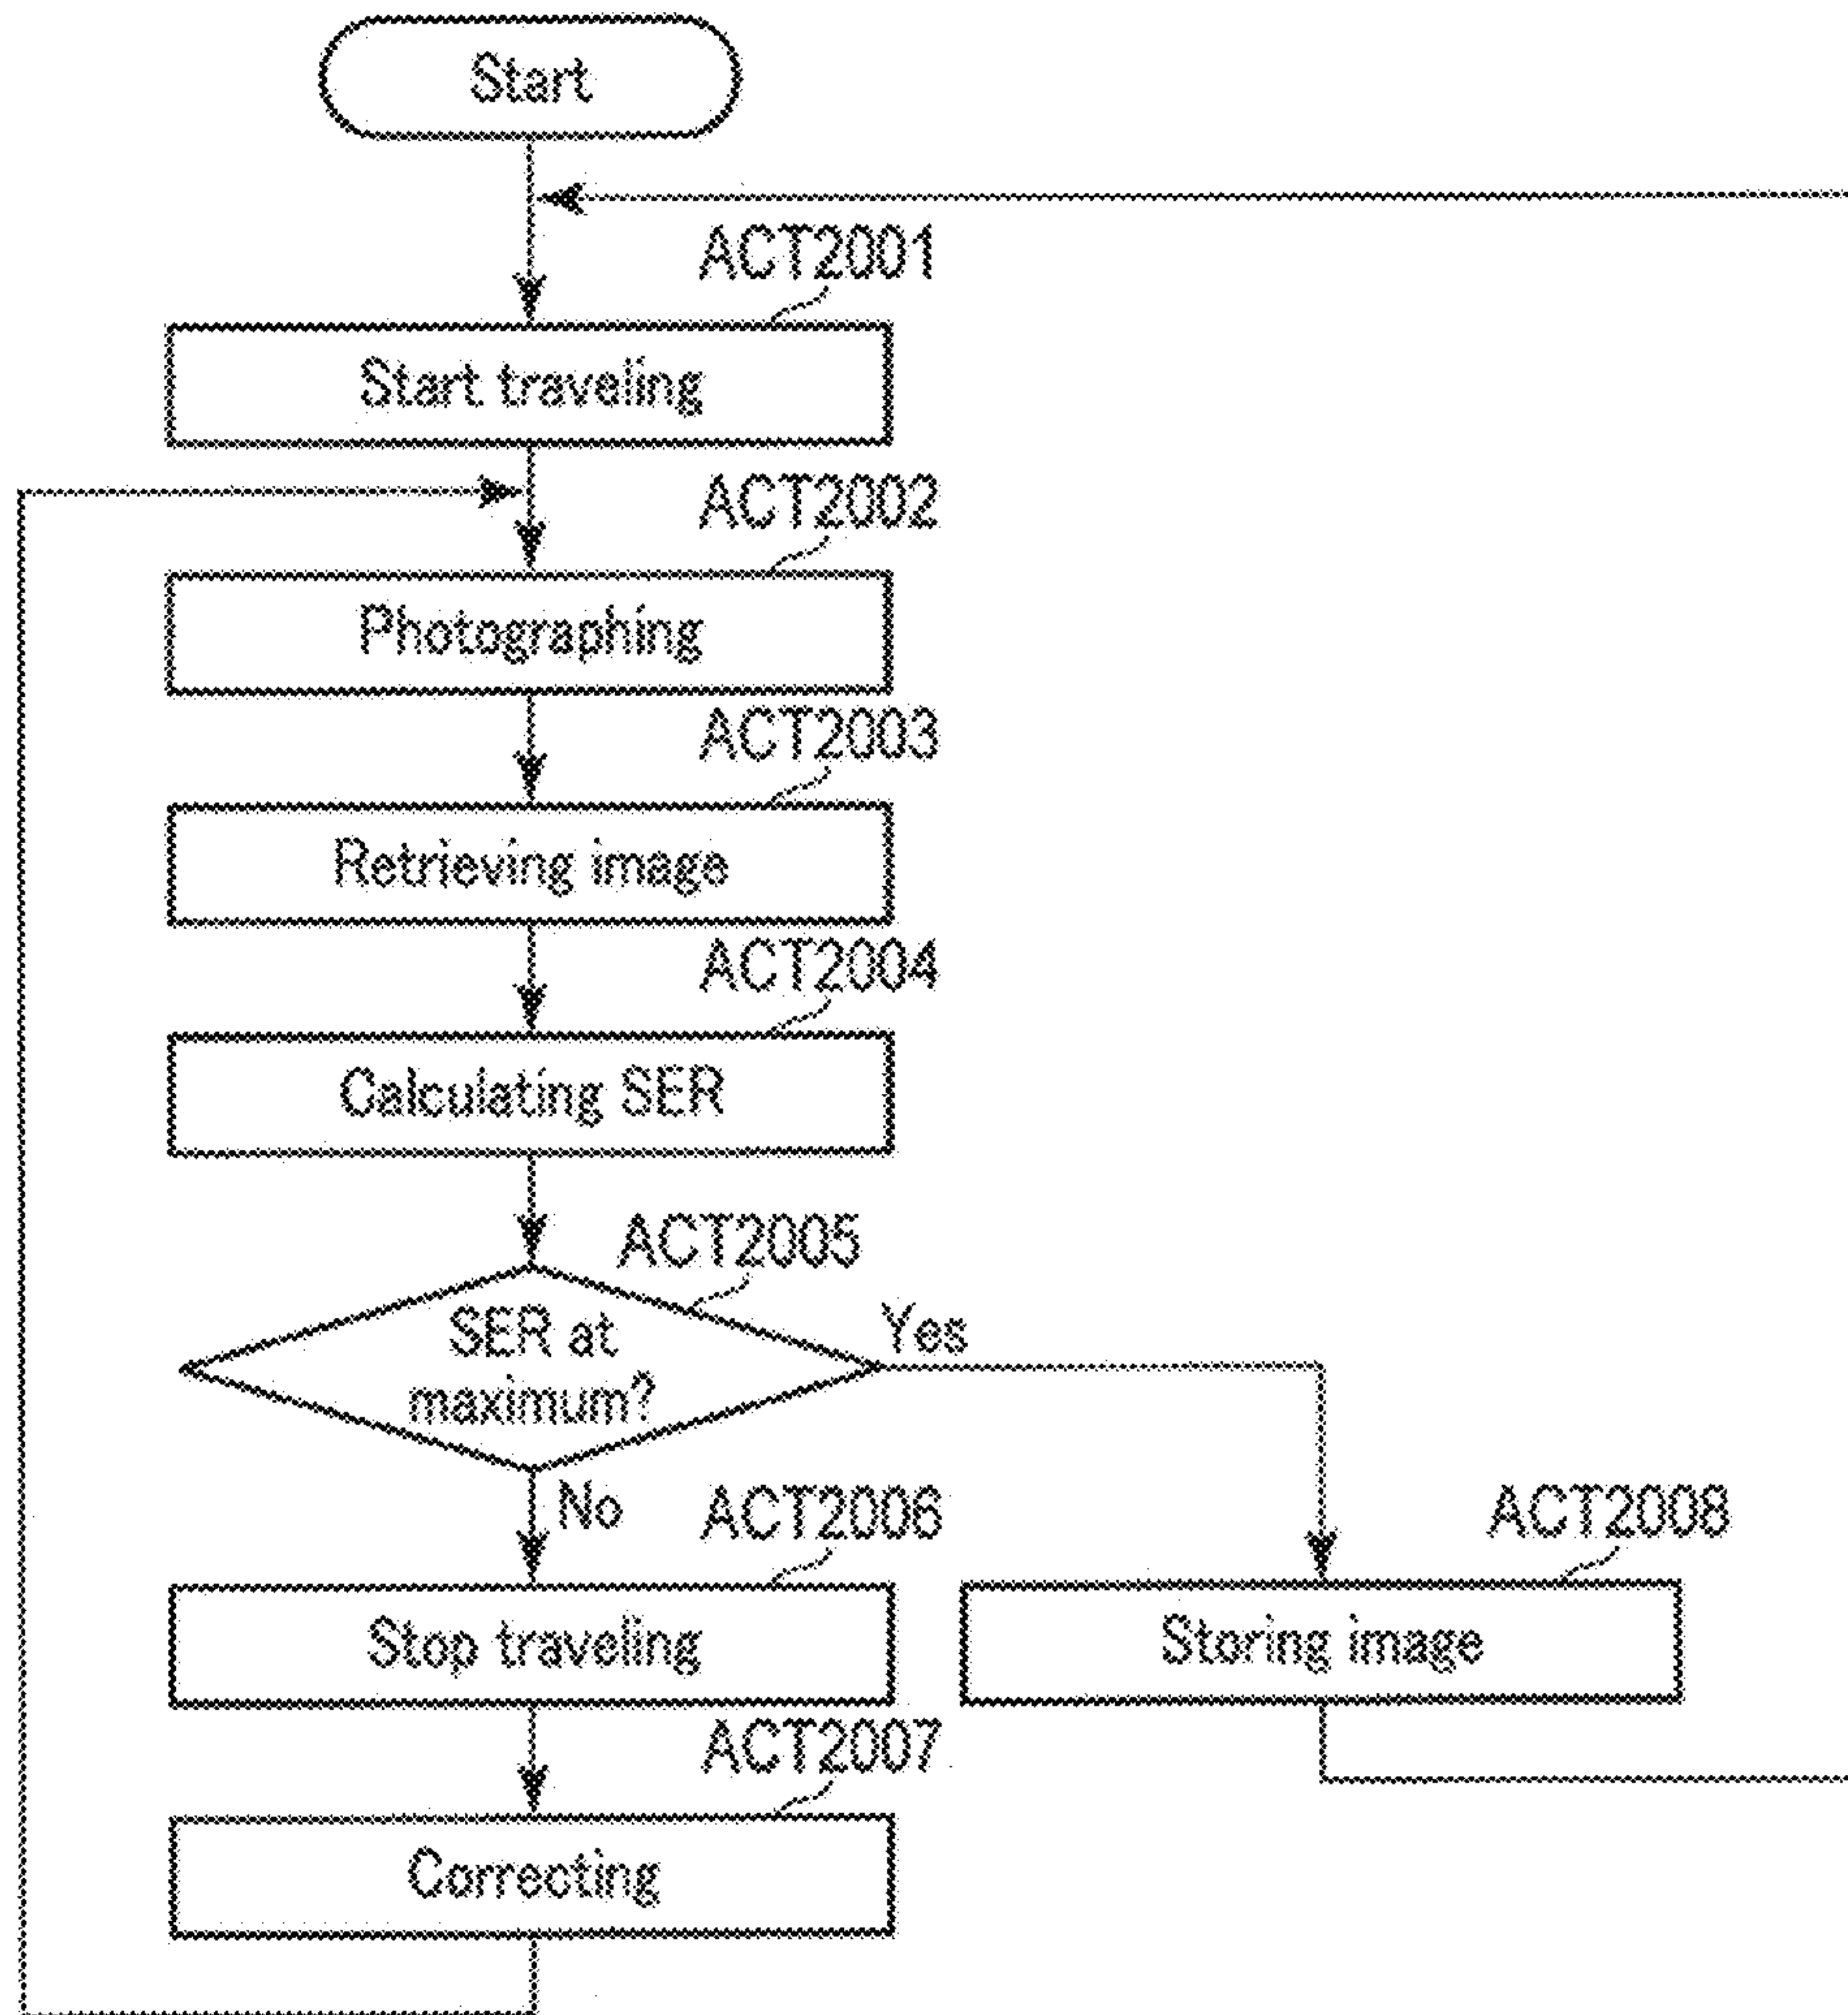 Start
ACT2001
Start traveling
ACT2002
Photographing
ACT2003
Retrieving image
ACT2004
Calculating SER
ACT2005
SER at
maximum?
Yes
No
ACT2006
Stop traveling
ACT2008
Storing image
ACT2007
Correcting